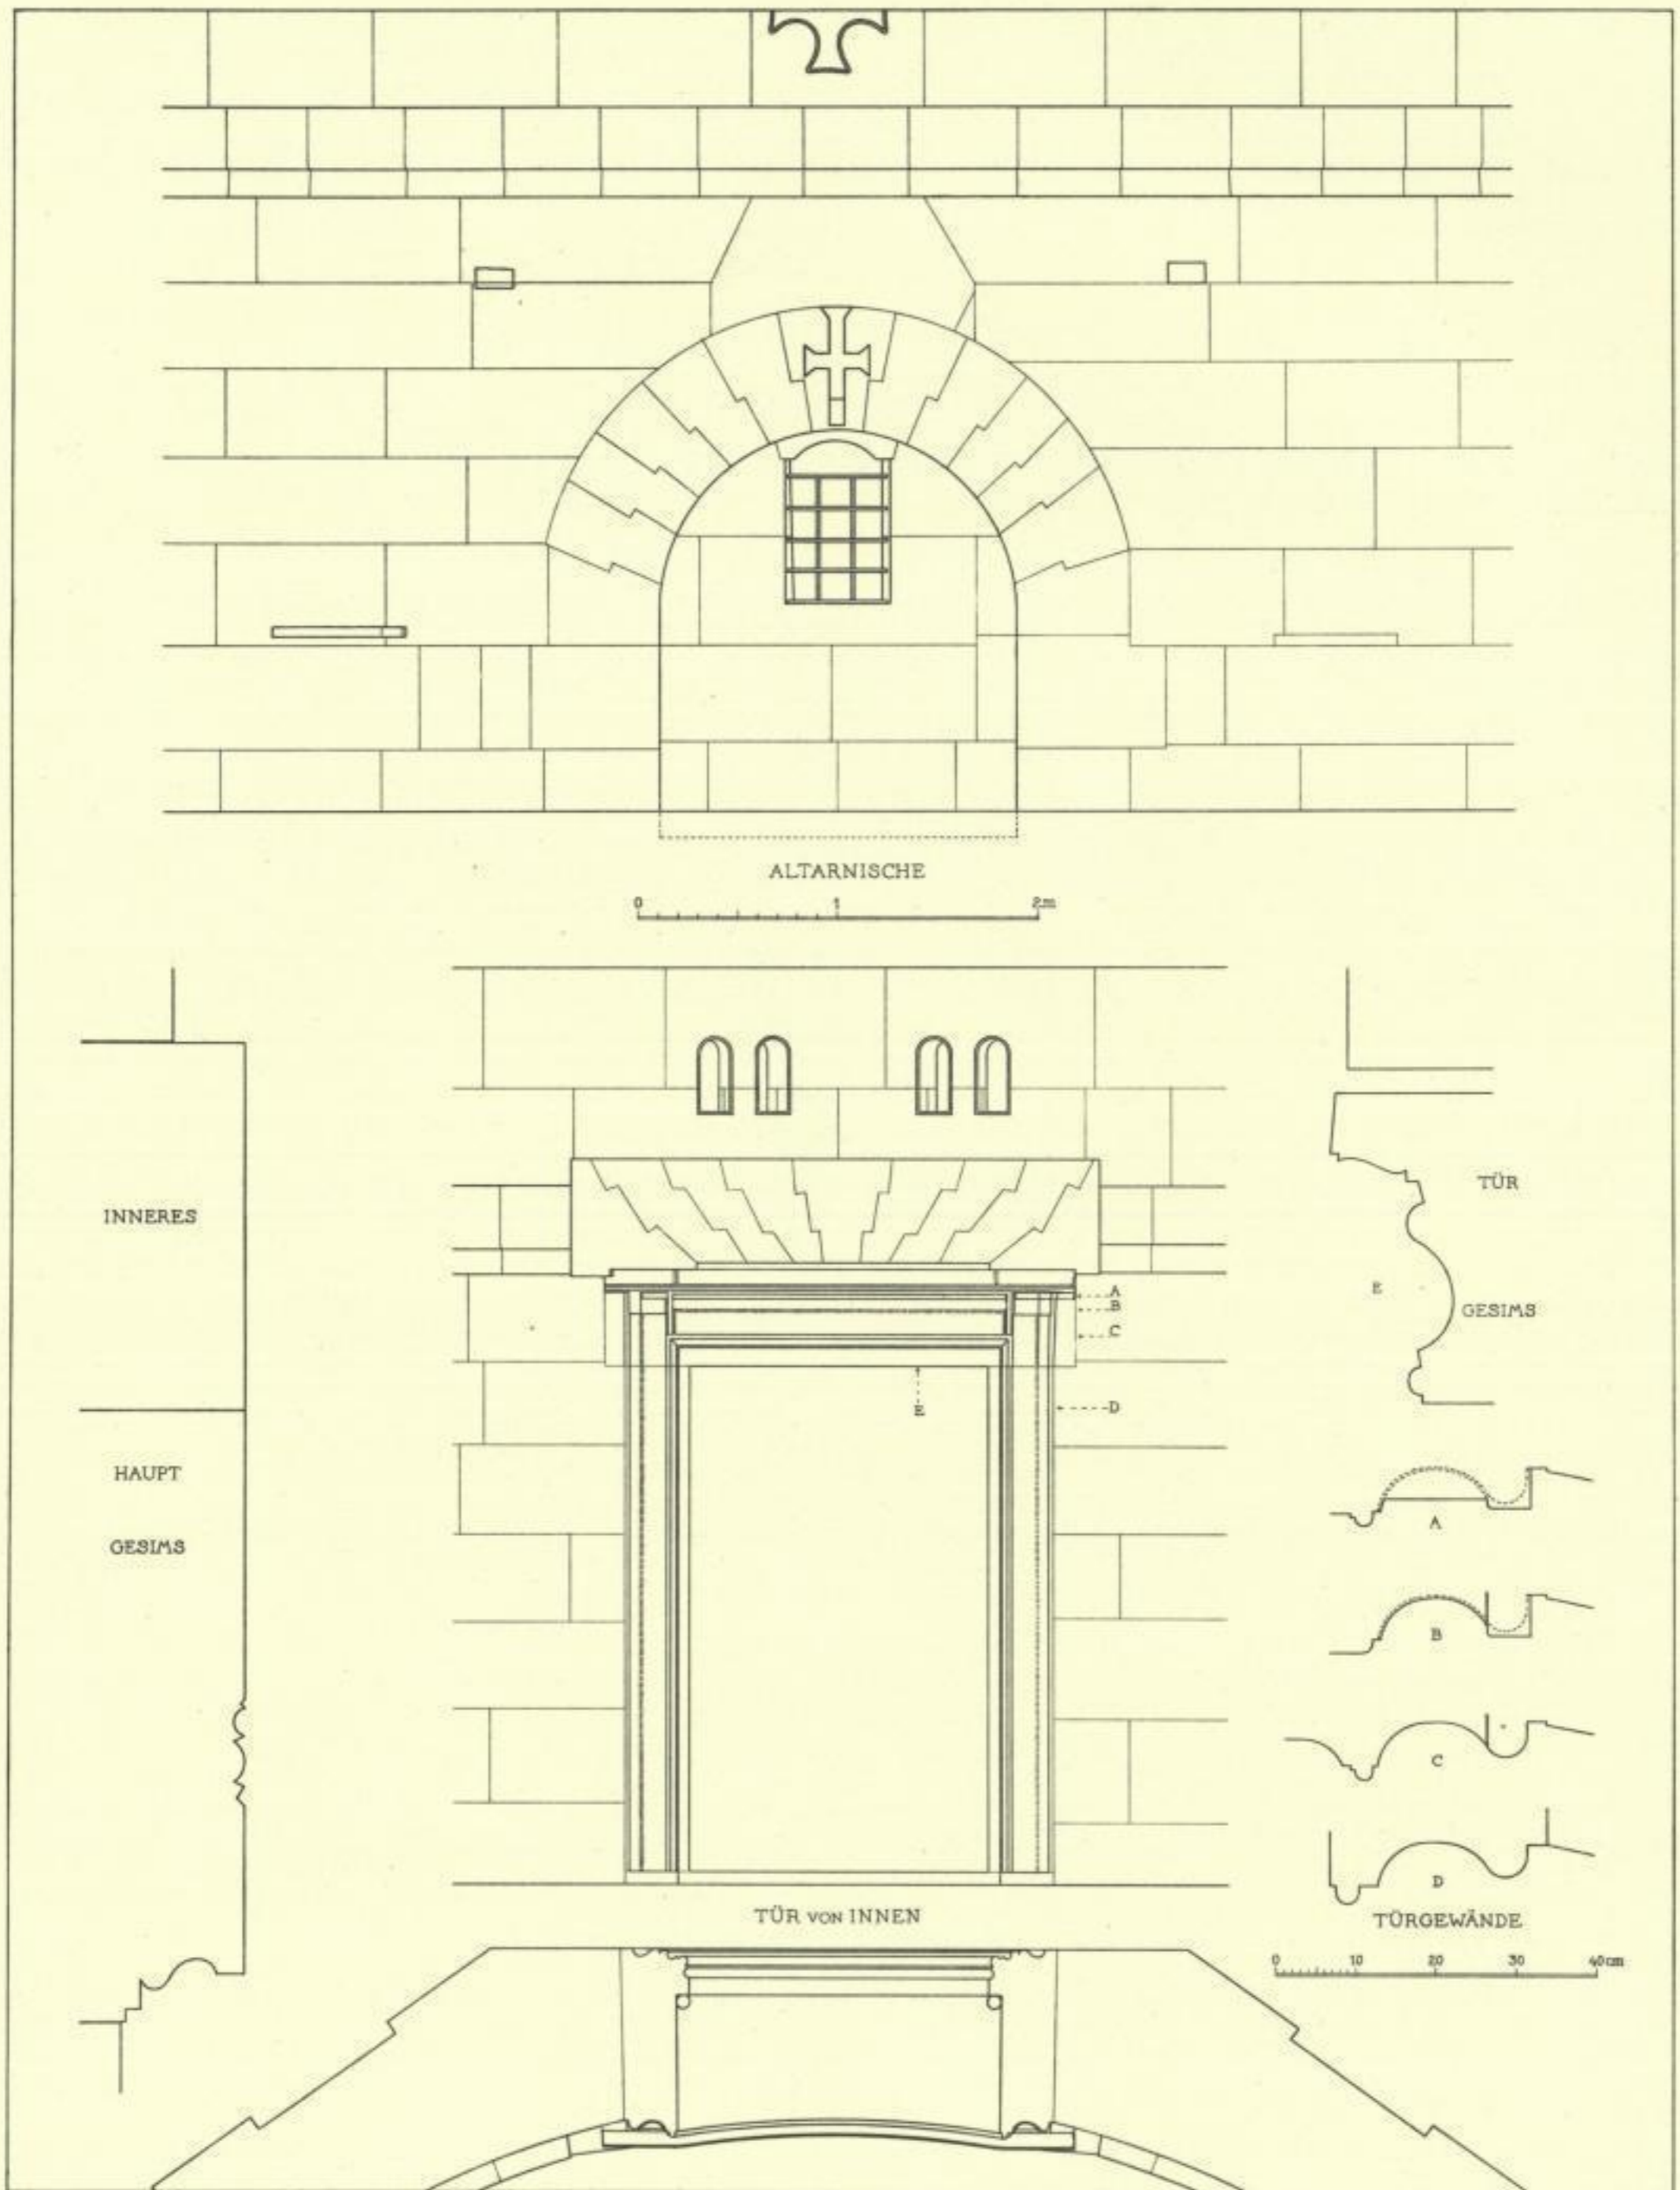 ALTARNISCHE
0 1 2m
INNERES
HAUPT
GESIMS
A
B
C
D
E
TÜR VON INNEN
TÜR
E
GESIMS
A
B
C
D
TÜRGEWÄNDE
0 10 20 30 40cm